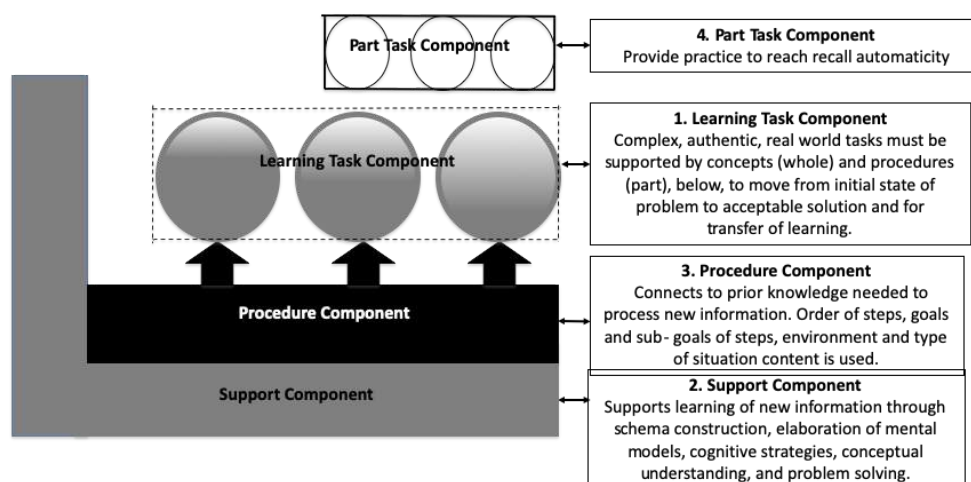 Part Task Component
4. Part Task Component
Provide practice to reach recall automaticity
Learning Task Component
1. Learning Task Component
Complex, authentic, real world tasks must be
supported by concepts (whole) and procedures
(part), below, to move from initial state of
problem to acceptable solution and for
transfer of learning.
Procedure Component
3. Procedure Component
Connects to prior knowledge needed to
process new information. Order of steps, goals
and sub- goals of steps, environment and type
of situation content is used.
Support Component
2. Support Component
Supports learning of new information through
schema construction, elaboration of mental
models, cognitive strategies, conceptual
understanding, and problem solving.